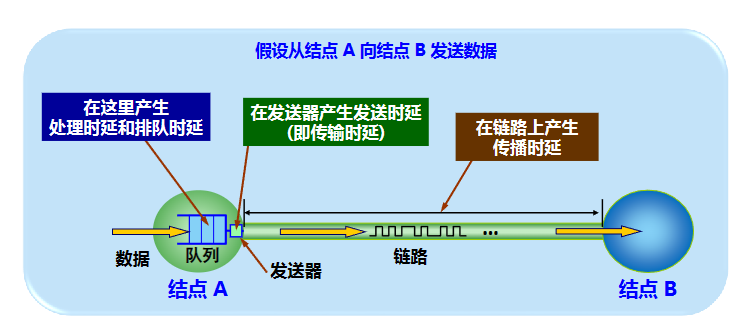 假设从结点 A 向结点 B 发送数据
在这里产生
处理时延和排队时延
在发送器产生发送时延
(即传输时延)
在链路上产生
传播时延
数据
队列
发送器
链路
...
结点 A
结点 B